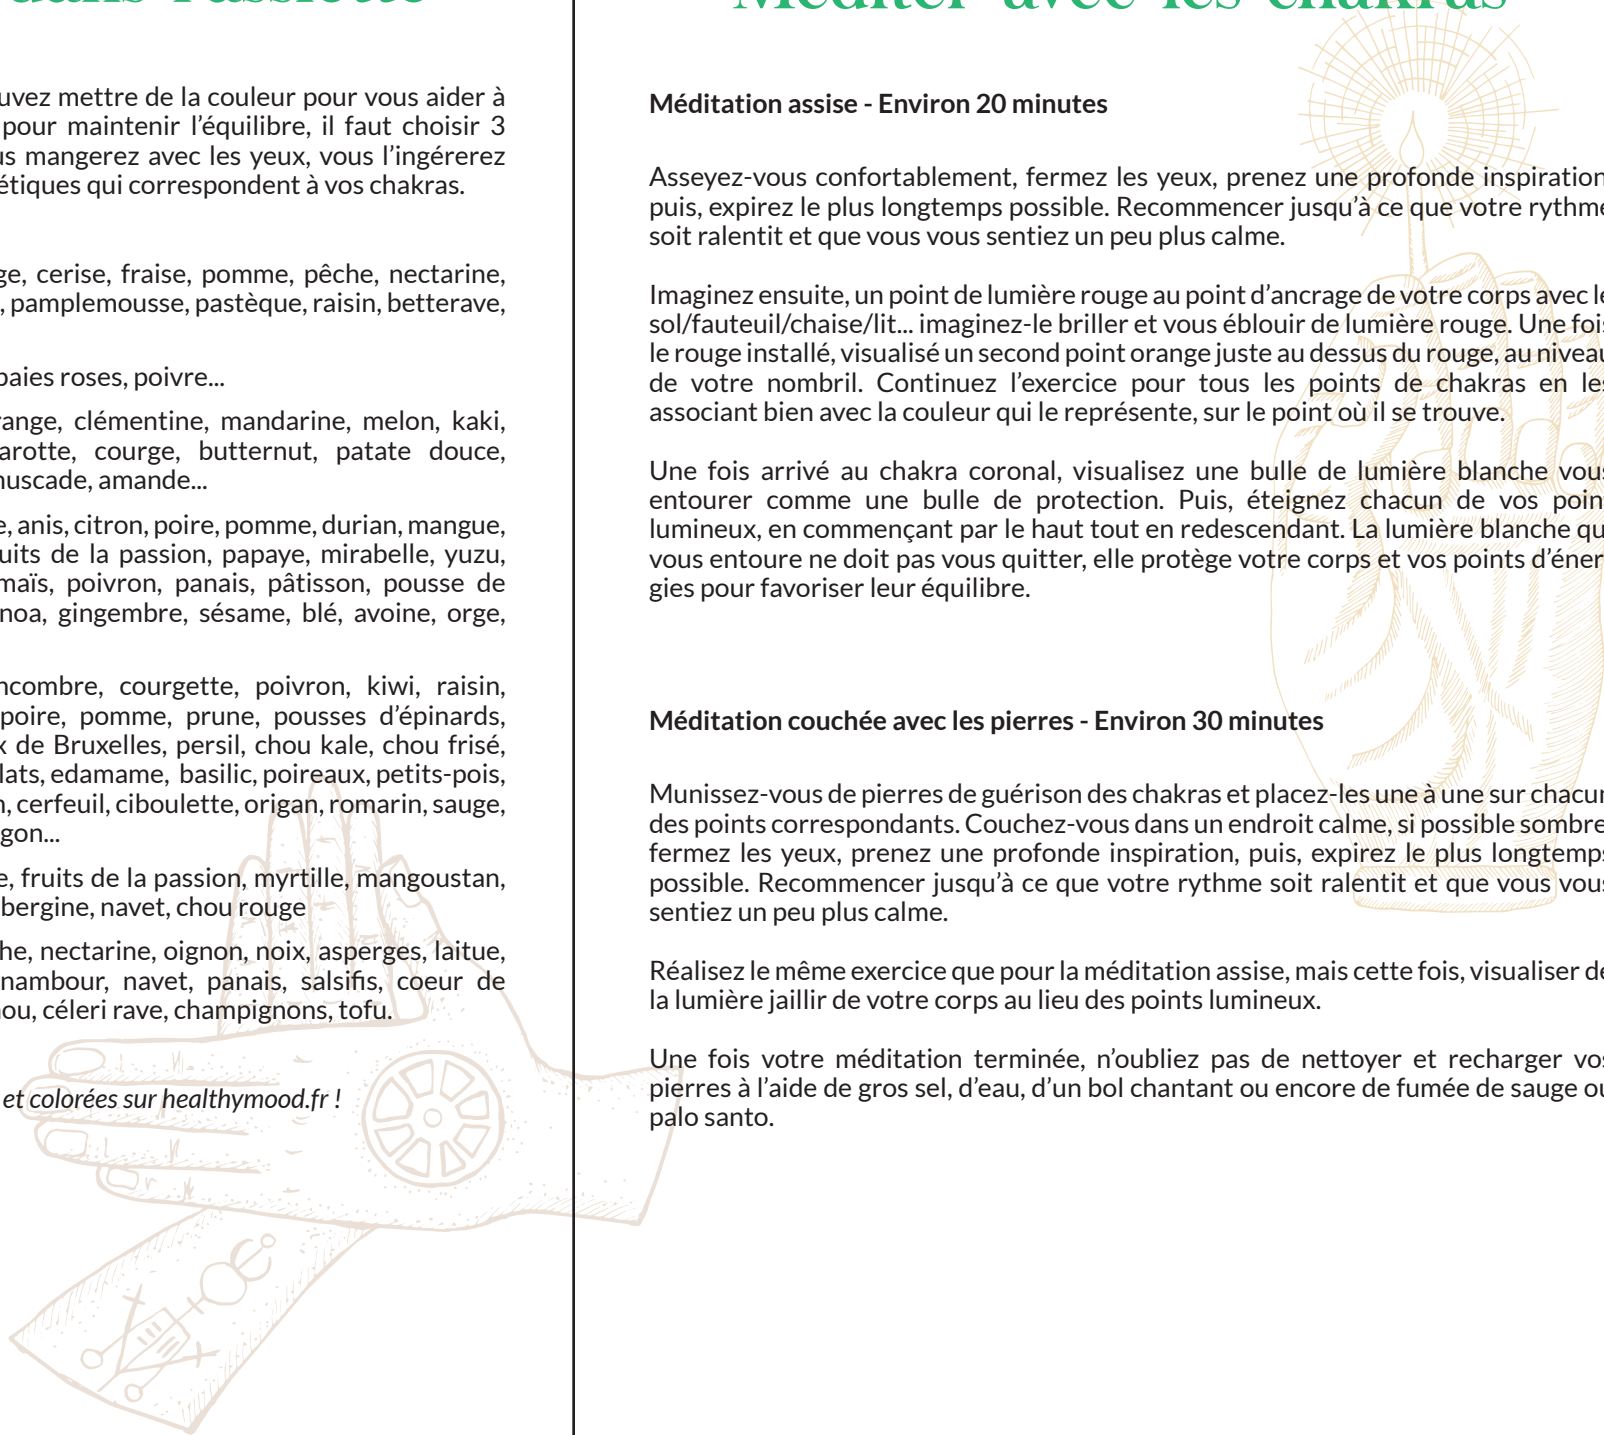 dans l'assiette
uvez mettre de la couleur pour vous aider à
pour maintenir l'équilibre, il faut choisir 3
us mangerez avec les yeux, vous l'ingérerez
étiques qui correspondent à vos chakras.
ge, cerise, fraise, pomme, pêche, nectarine,
, pamplemousse, pastèque, raisin, betterave,
baies roses, poivre...
range, clémentine, mandarine, melon, kaki,
arotte, courge, butternut, patate douce,
muscade, amande...
e, anis, citron, poire, pomme, durian, mangue,
uits de la passion, papaye, mirabelle, yuzu,
maïs, poivron, panais, pâtisson, pousse de
noa, gingembre, sésame, blé, avoine, orge,
ncombre, courgette, poivron, kiwi, raisin,
poire, pomme, prune, pousses d'épinards,
x de Bruxelles, persil, chou kale, chou frisé,
lats, edamame, basilic, poireaux, petits-pois,
n, cerfeuil, ciboulette, origan, romarin, sauge,
gon...
e, fruits de la passion, myrtille, mangoustan,
bergine, navet, chou rouge
he, nectarine, oignon, noix, asperges, laitue,
nambour, navet, panais, salsifis, coeur de
ou, céleri rave, champignons, tofu.
et colorées sur healthymood.fr !
Méditer avec les chakras
Méditation assise - Environ 20 minutes
Asseyez-vous confortablement, fermez les yeux, prenez une profonde inspiration
puis, expirez le plus longtemps possible. Recommencer jusqu'à ce que votre rythme
soit ralentit et que vous vous sentiez un peu plus calme.
Imaginez ensuite, un point de lumière rouge au point d'ancrage de votre corps avec le
sol/fauteuil/chaise/lit... imaginez-le briller et vous éblouir de lumière rouge. Une fois
le rouge installé, visualisé un second point orange juste au dessus du rouge, au niveau
de votre nombril. Continuez l'exercice pour tous les points de chakras en les
associant bien avec la couleur qui le représente, sur le point où il se trouve.
Une fois arrivé au chakra coronal, visualisez une bulle de lumière blanche vous
entourer comme une bulle de protection. Puis, éteignez chacun de vos point
lumineux, en commençant par le haut tout en redescendant. La lumière blanche qu
vous entoure ne doit pas vous quitter, elle protège votre corps et vos points d'éner
gies pour favoriser leur équilibre.
Méditation couchée avec les pierres - Environ 30 minutes
Munissez-vous de pierres de guérison des chakras et placez-les une à une sur chacun
des points correspondants. Couchez-vous dans un endroit calme, si possible sombre
fermez les yeux, prenez une profonde inspiration, puis, expirez le plus longtemps
possible. Recommencer jusqu'à ce que votre rythme soit ralentit et que vous vous
sentiez un peu plus calme.
Réalisez le même exercice que pour la méditation assise, mais cette fois, visualiser de
la lumière jaillir de votre corps au lieu des points lumineux.
Une fois votre méditation terminée, n'oubliez pas de nettoyer et recharger vos
pierres à l'aide de gros sel, d'eau, d'un bol chantant ou encore de fumée de sauge ou
palo santo.